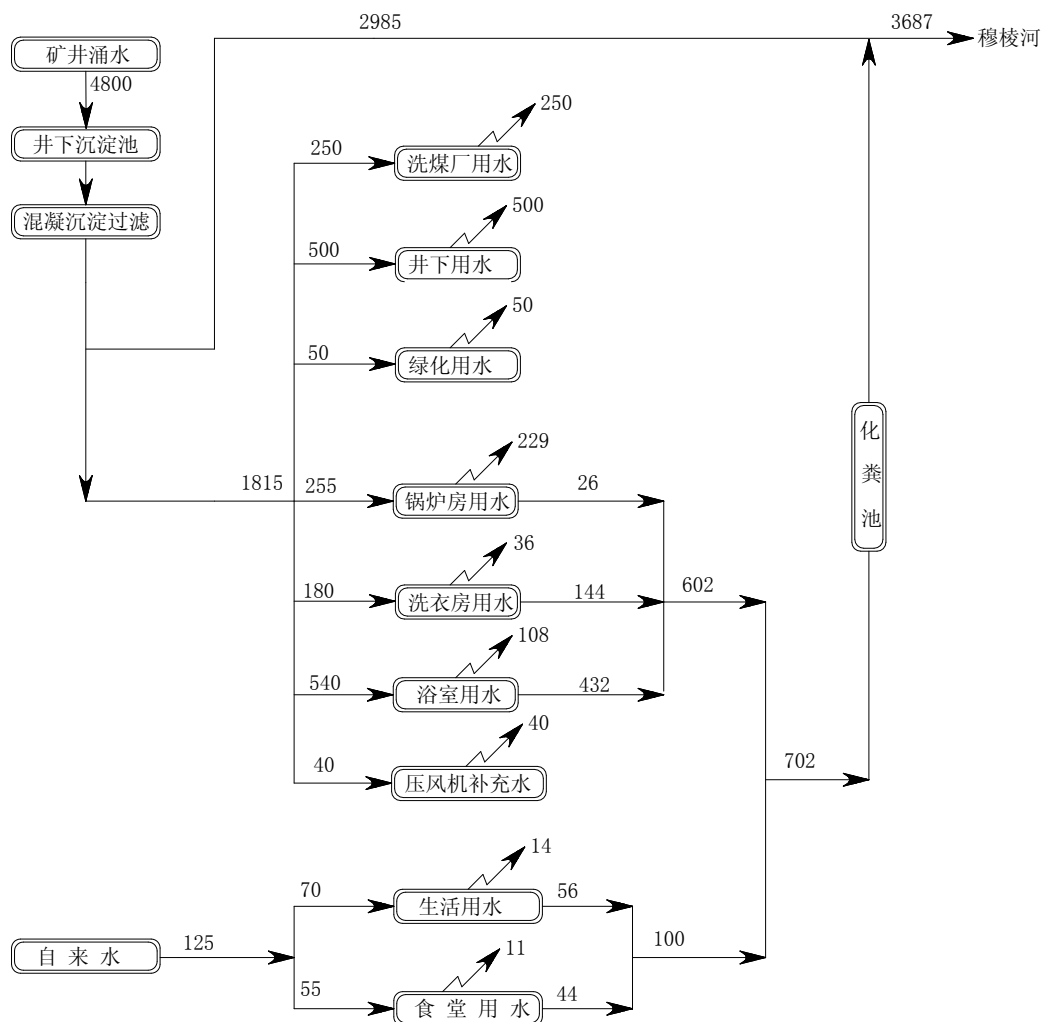 2985
3687
穆棱河
矿井涌水
4800
井下沉淀池
混凝沉淀过滤
250
250
洗煤厂用水
500
500
井下用水
50
50
绿化用水
1815
255
229
锅炉房用水
26
180
36
洗衣房用水
144
602
540
108
浴室用水
432
40
40
压风机补充水
702
化粪池
自来水
125
70
14
生活用水
56
100
55
11
食堂用水
44